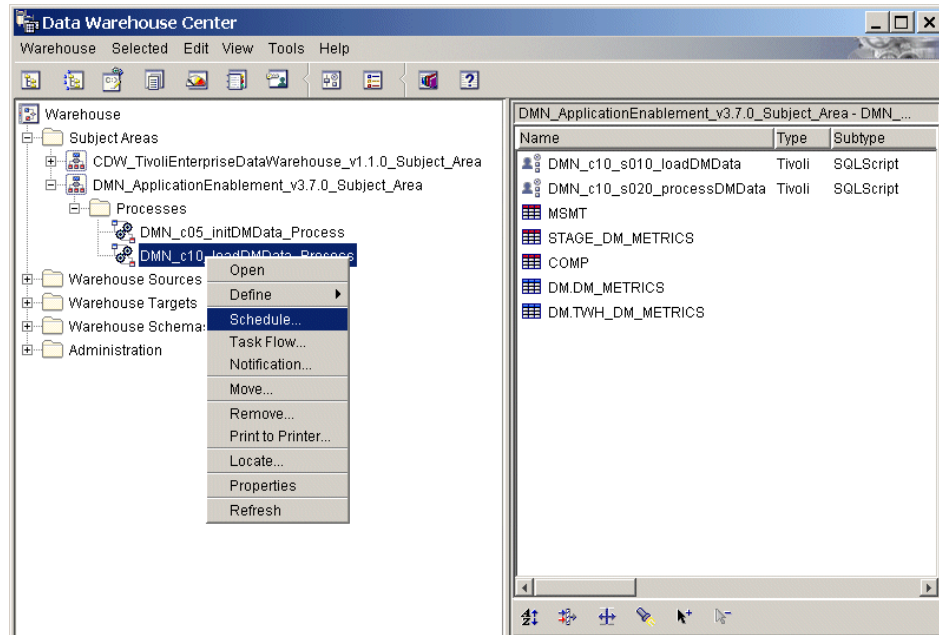 Data Warehouse Center
Warehouse Selected Edit View Tools Help
Warehouse
Subject Areas
CDW_TivoliEnterpriseDataWarehouse_v1.1.0_Subject_Area
DMN_ApplicationEnablement_v3.7.0_Subject_Area
Processes
DMN_c05_initDMData_Process
DMN_c10_loadDMData_Process
Warehouse Sources
Warehouse Targets
Warehouse Schemas
Administration
Open
Define
Schedule...
Task Flow...
Notification...
Move...
Remove...
Print to Printer...
Locate...
Properties
Refresh
DMN_ApplicationEnablement_v3.7.0_Subject_Area - DMN_...
Name Type Subtype
DMN_c10_s010_loadDMData Tivoli SQLScript
DMN_c10_s020_processDMData Tivoli SQLScript
MSMT
STAGE_DM_METRICS
COMP
DM.DM_METRICS
DM.TWH_DM_METRICS